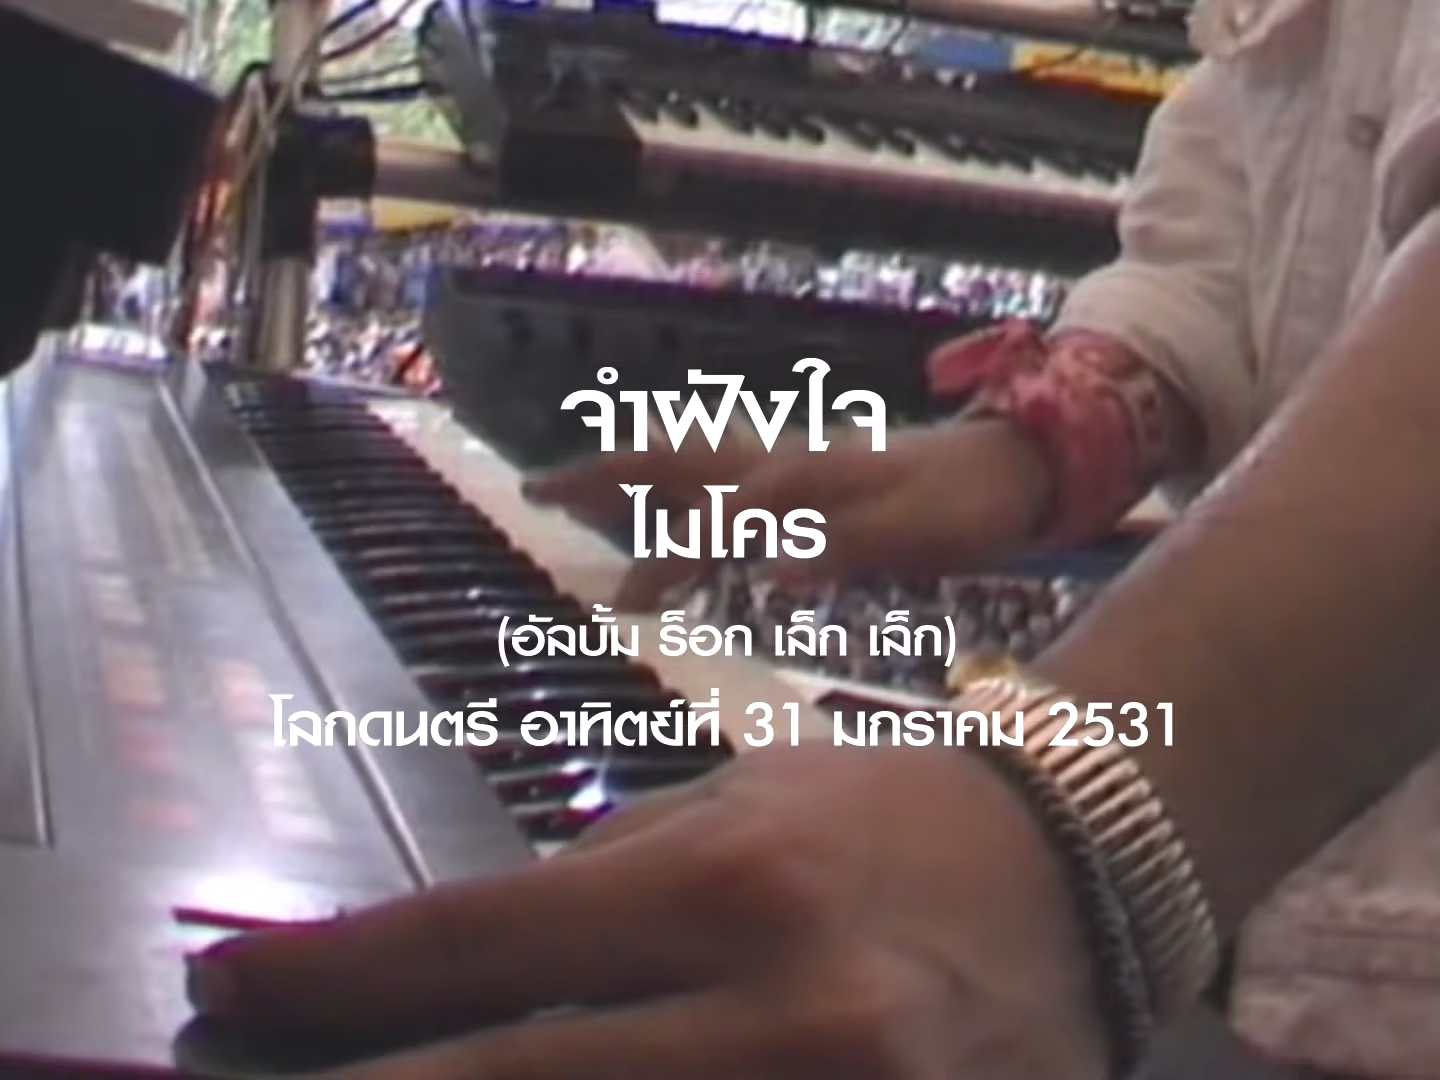 จำฝังใจ
ไมโคร
(อัลบั้ม ร็อก เล็ก เล็ก)
โลกดนตรี อาทิตย์ที่ 31 มกราคม 2531